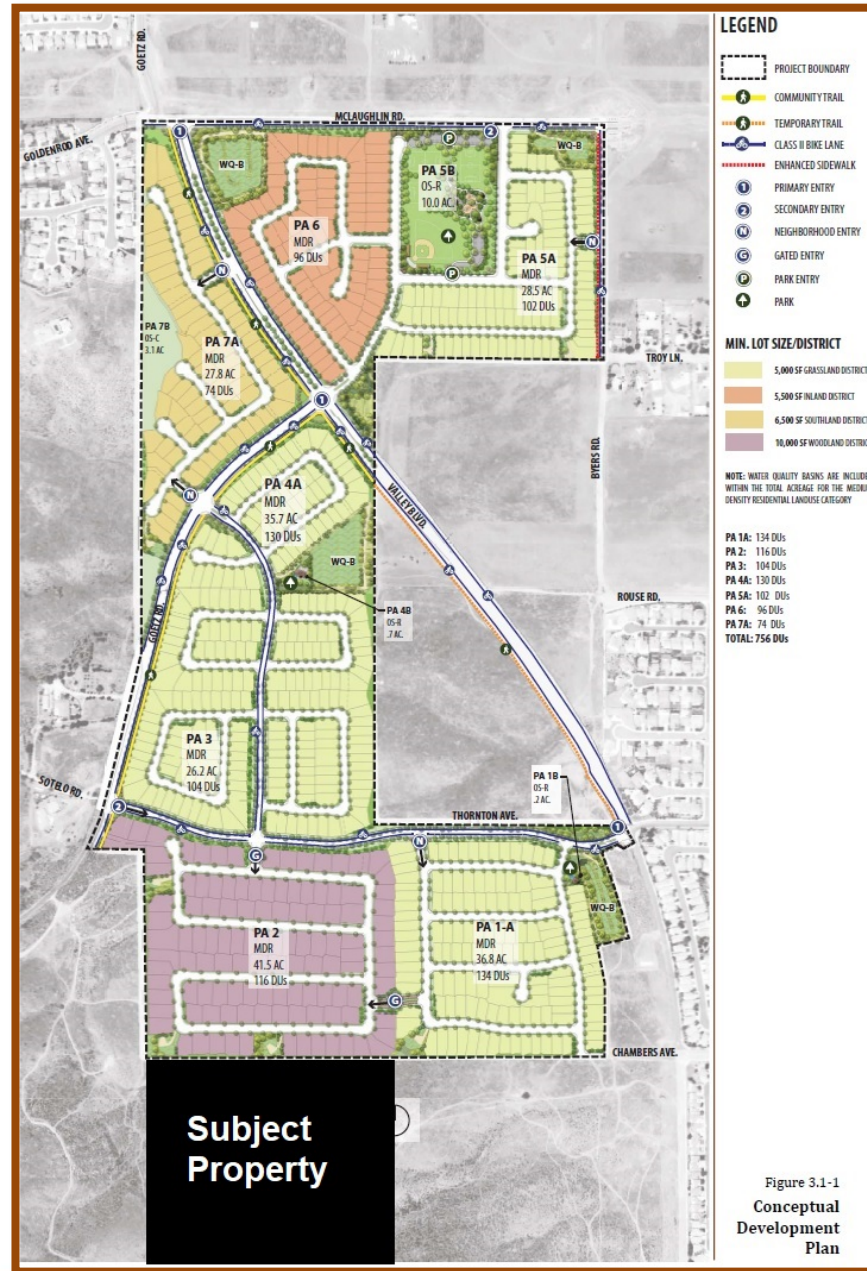 GOETZ RD.
MCLAUGHLIN RD.
GOLDENROD AVE.
1
2
P
WQ-B
WQ-B
PA 5B
OS-R
10.0 AC.
PA 6
MDR
96 DUs
N
PA 5A
MDR
28.5 AC
102 DUs
N
P
PA 7B
OS-C
3.1 AC
PA 7A
MDR
27.8 AC
74 DUs
TROY LN.
1
BYERS RD.
N
PA 4A
MDR
35.7 AC
130 DUs
VALLEY BLVD.
WQ-B
ROUSE RD.
PA 4B
OS-R
.7 AC.
GOETZ RD.
PA 3
MDR
26.2 AC
104 DUs
SOTELO RD.
PA 1B
OS-R
.2 AC.
2
THORNTON AVE.
1
G
N
WQ-B
PA 2
MDR
41.5 AC
116 DUs
PA 1-A
MDR
36.8 AC
134 DUs
G
CHAMBERS AVE.
Subject
Property
LEGEND
PROJECT BOUNDARY
COMMUNITY TRAIL
TEMPORARY TRAIL
CLASS II BIKE LANE
ENHANCED SIDEWALK
1 PRIMARY ENTRY
2 SECONDARY ENTRY
N NEIGHBORHOOD ENTRY
G GATED ENTRY
P PARK ENTRY
PARK
MIN. LOT SIZE/DISTRICT
5,000 SF GRASSLAND DISTRICT
5,500 SF INLAND DISTRICT
6,500 SF SOUTHLAND DISTRICT
10,000 SF WOODLAND DISTRIC
NOTE: WATER QUALITY BASINS ARE INCLUDE
WITHIN THE TOTAL ACREAGE FOR THE MEDIU
DENSITY RESIDENTIAL LANDUSE CATEGORY
PA 1A: 134 DUs
PA 2: 116 DUs
PA 3: 104 DUs
PA 4A: 130 DUs
PA 5A: 102 DUs
PA 6: 96 DUs
PA 7A: 74 DUs
TOTAL: 756 DUs
Figure 3.1-1
Conceptual
Development
Plan